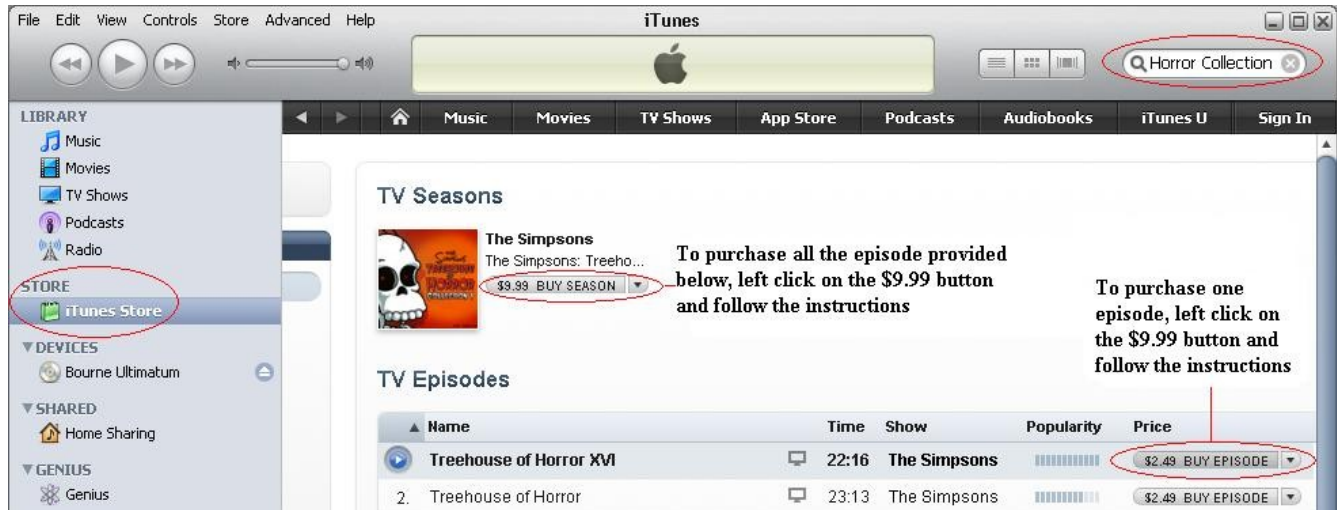 File Edit View Controls Store Advanced Help
iTunes
Horror Collection
LIBRARY
Music
Movies
TV Shows
Podcasts
Radio
STORE
iTunes Store
DEVICES
Bourne Ultimatum
SHARED
Home Sharing
GENIUS
Genius
Music Movies TV Shows App Store Podcasts Audiobooks iTunes U Sign In
TV Seasons
The Simpsons
The Simpsons: Treeho...
$9.99 BUY SEASON
To purchase all the episode provided
below, left click on the $9.99 button
and follow the instructions
To purchase one
episode, left click on
the $9.99 button and
follow the instructions
TV Episodes
Name Time Show Popularity Price
Treehouse of Horror XVI 22:16 The Simpsons $2.49 BUY EPISODE
2. Treehouse of Horror 23:13 The Simpsons $2.49 BUY EPISODE